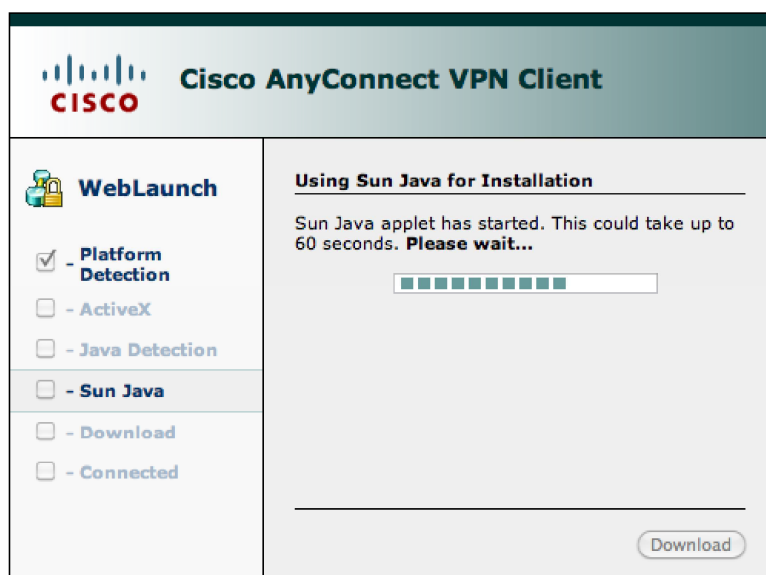 CISCO
Cisco AnyConnect VPN Client
WebLaunch
- Platform
Detection
- ActiveX
- Java Detection
- Sun Java
- Download
- Connected
Using Sun Java for Installation
Sun Java applet has started. This could take up to
60 seconds. Please wait...
Download